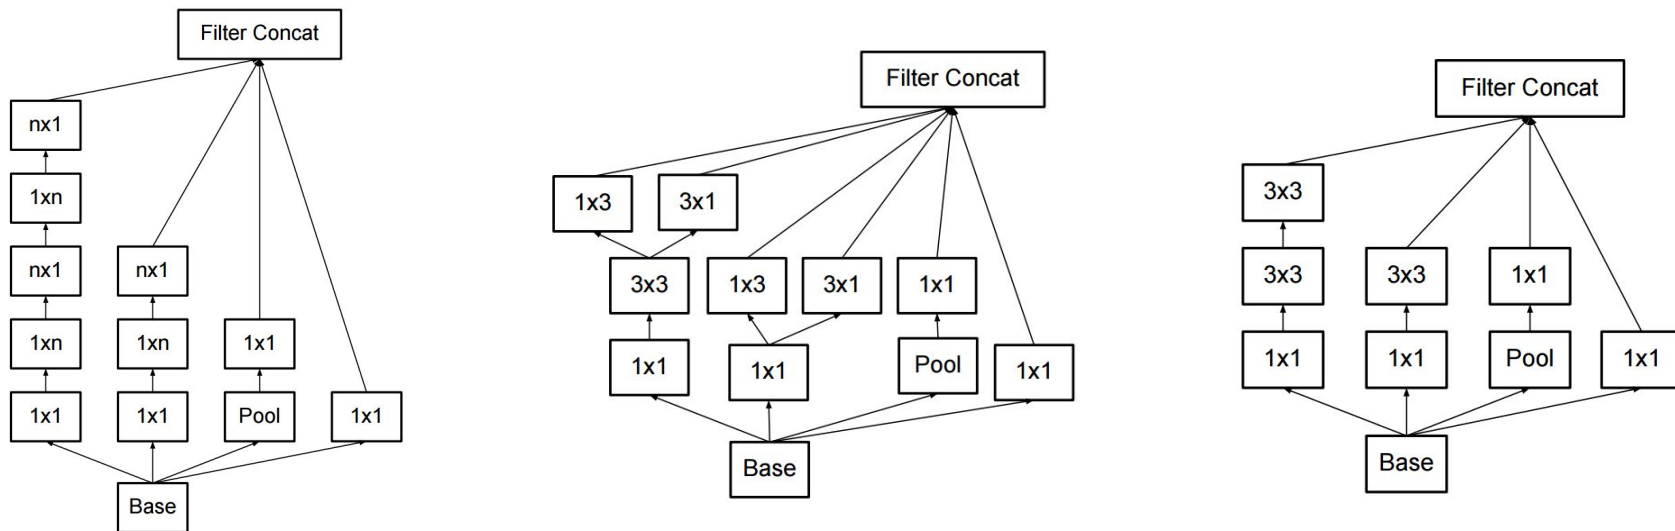 Filter Concat
nx1
1xn
nx1
nx1
1xn
1xn
1x1
1x1
1x1
Pool
1x1
Base
Filter Concat
1x3
3x1
3x3
1x3
3x1
1x1
1x1
1x1
Pool
1x1
Base
Filter Concat
3x3
3x3
3x3
1x1
1x1
1x1
Pool
1x1
Base